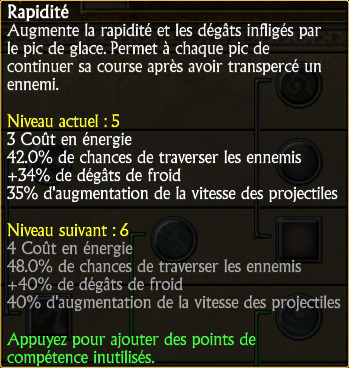 Rapidité
Augmente la rapidité et les dégâts infligés par
le pic de glace. Permet à chaque pic de
continuer sa course après avoir transpercé un
ennemi.
Niveau actuel : 5
3 Coût en énergie
42.0% de chances de traverser les ennemis
+34% de dégâts de froid
35% d'augmentation de la vitesse des projectiles
Niveau suivant : 6
4 Coût en énergie
48.0% de chances de traverser les ennemis
+40% de dégâts de froid
40% d'augmentation de la vitesse des projectiles
Appuyez pour ajouter des points de
compétence inutilisés.